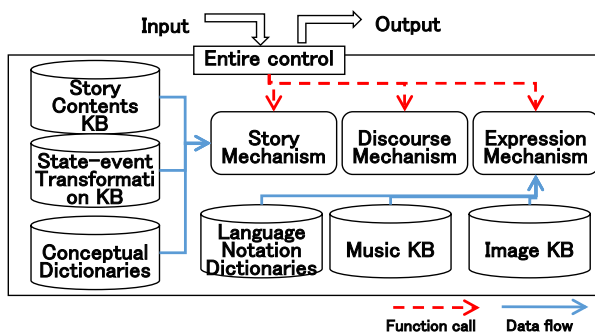 Input
Output
Entire control
Story
Contents
KB
State-event
Transformati
on KB
Conceptual
Dictionaries
Story
Mechanism
Discourse
Mechanism
Expression
Mechanism
Language
Notation
Dictionaries
Music KB
Image KB
Function call
Data flow